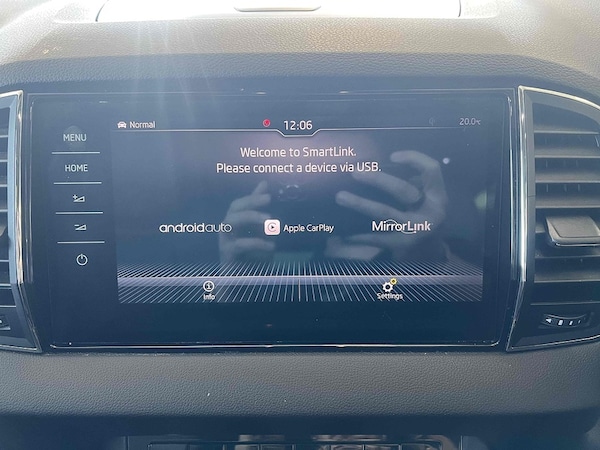 Normal
12:06
20.0°C
MENU
HOME
Welcome to SmartLink.
Please connect a device via USB.
androidauto
Apple CarPlay
MirrorLink
Info
Settings